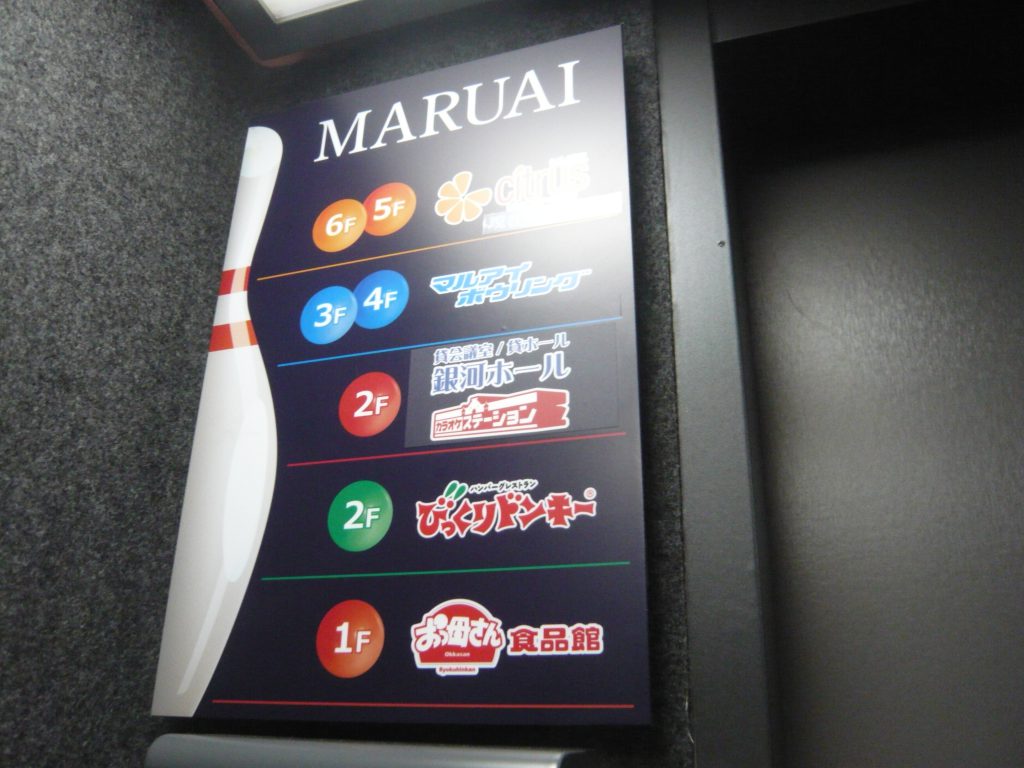 MARUAI
6F 5F citrus
3F 4F マルアイ
ボウリング
貸会議室/貸ホール
2F 銀河ホール
カラオケステーション
ハンバーグレストラン
2F びっくりドンキー®
1F お母さん 食品館
Okkasan
Syokuhinkan